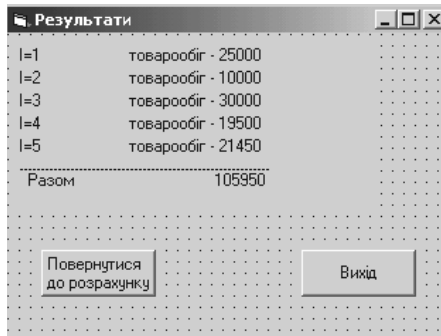 Результати
I=1 товарообіг - 25000
I=2 товарообіг - 10000
I=3 товарообіг - 30000
I=4 товарообіг - 19500
I=5 товарообіг - 21450
Разом 105950
Повернутися
до розрахунку
Вихід